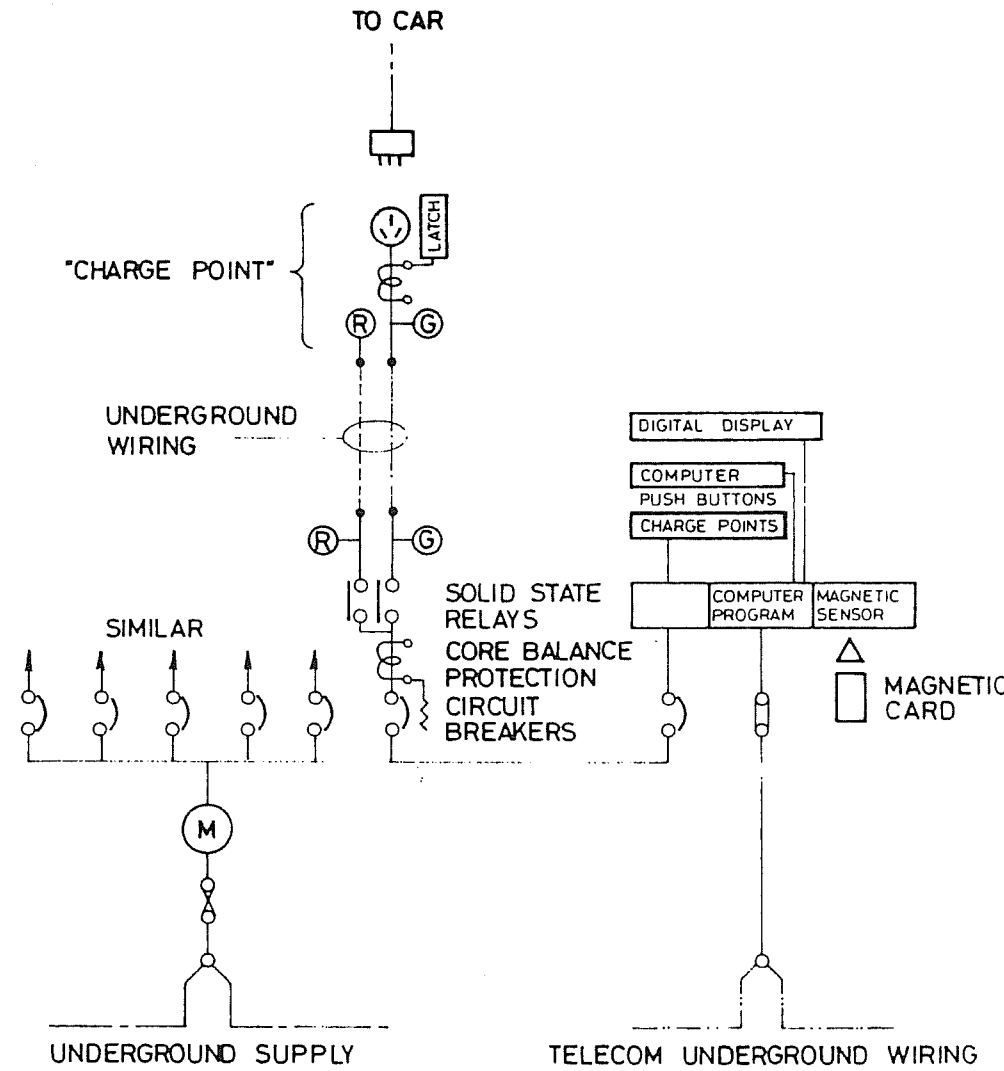 TO CAR
LATCH
"CHARGE POINT"
R
G
UNDERGROUND
WIRING
DIGITAL DISPLAY
COMPUTER
PUSH BUTTONS
CHARGE POINTS
R
G
SOLID STATE
RELAYS
COMPUTER
PROGRAM
MAGNETIC
SENSOR
SIMILAR
CORE BALANCE
PROTECTION
CIRCUIT
BREAKERS
MAGNETIC
CARD
M
UNDERGROUND SUPPLY
TELECOM UNDERGROUND WIRING